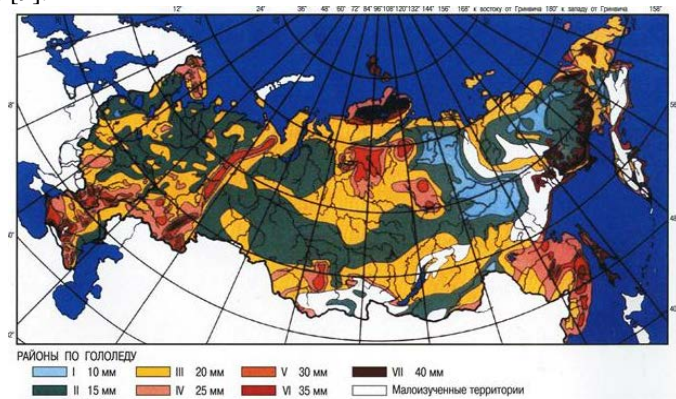 12° 24° 36° 48° 60° 72° 84° 96° 108° 120° 132° 144° 156° 168° к востоку от Гринвича 180° к западу от Гринвича 158°
РАЙОНЫ ПО ГОЛОЛЕДУ
I 10 мм III 20 мм V 30 мм VII 40 мм
II 15 мм IV 25 мм VI 35 мм Малоизученные территории